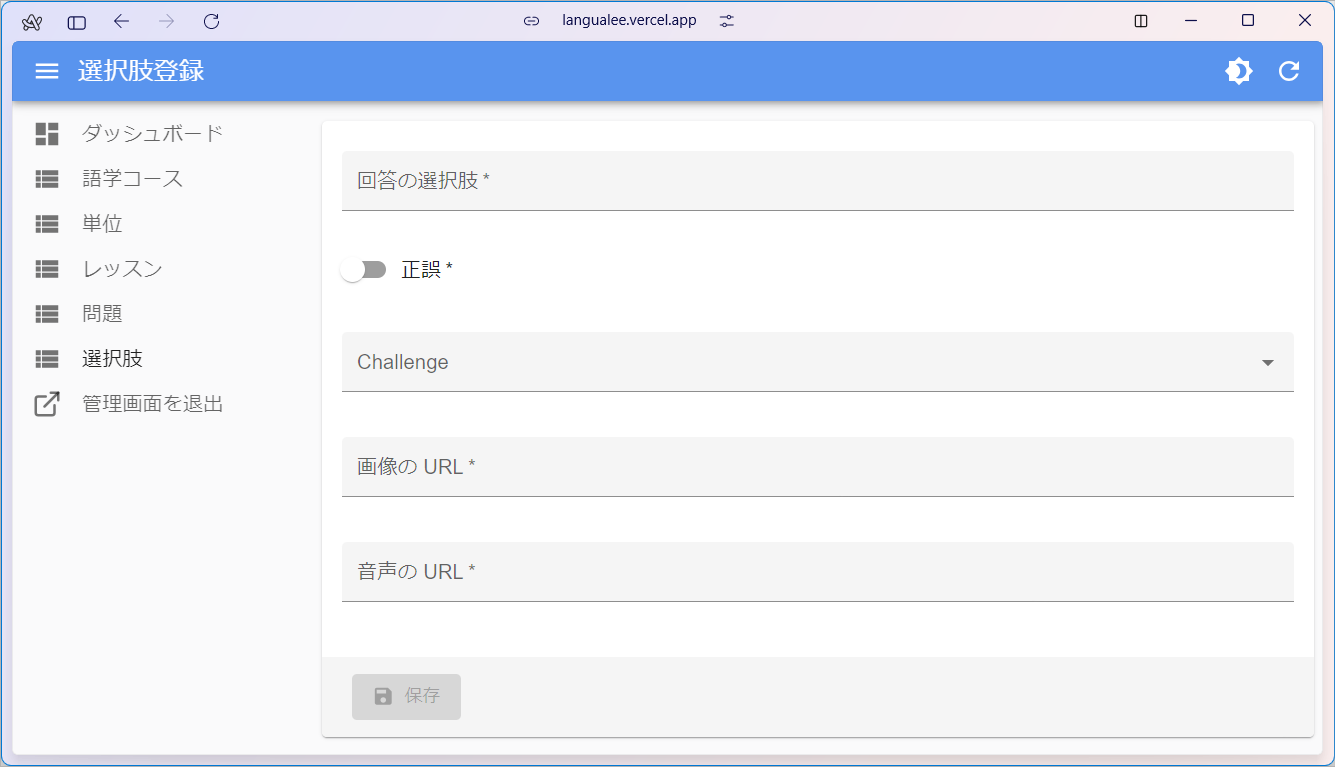 langualee.vercel.app
選択肢登録
ダッシュボード
語学コース
単位
レッスン
問題
選択肢
管理画面を退出
回答の選択肢 *
正誤 *
Challenge
画像の URL *
音声の URL *
保存